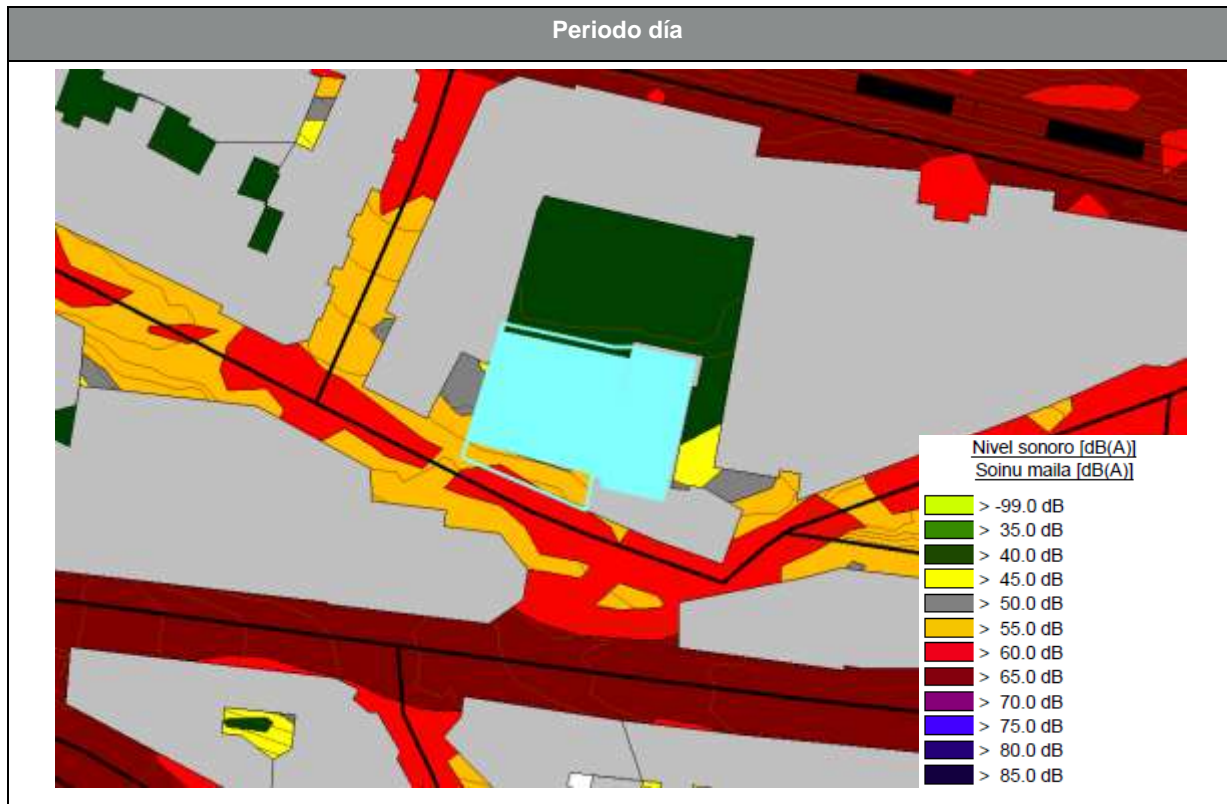 Periodo día
Nivel sonoro [dB(A)]
Soinu maila [dB(A)]
> -99.0 dB
> 35.0 dB
> 40.0 dB
> 45.0 dB
> 50.0 dB
> 55.0 dB
> 60.0 dB
> 65.0 dB
> 70.0 dB
> 75.0 dB
> 80.0 dB
> 85.0 dB